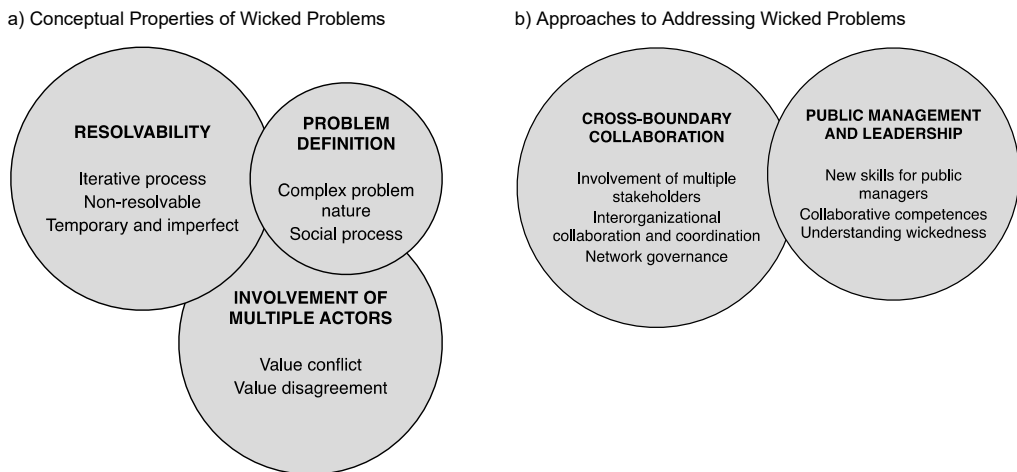 a) Conceptual Properties of Wicked Problems
RESOLVABILITY
Iterative process
Non-resolvable
Temporary and imperfect
PROBLEM
DEFINITION
Complex problem
nature
Social process
INVOLVEMENT OF
MULTIPLE ACTORS
Value conflict
Value disagreement
b) Approaches to Addressing Wicked Problems
CROSS-BOUNDARY
COLLABORATION
Involvement of multiple
stakeholders
Interorganizational
collaboration and coordination
Network governance
PUBLIC MANAGEMENT
AND LEADERSHIP
New skills for public
managers
Collaborative competences
Understanding wickedness